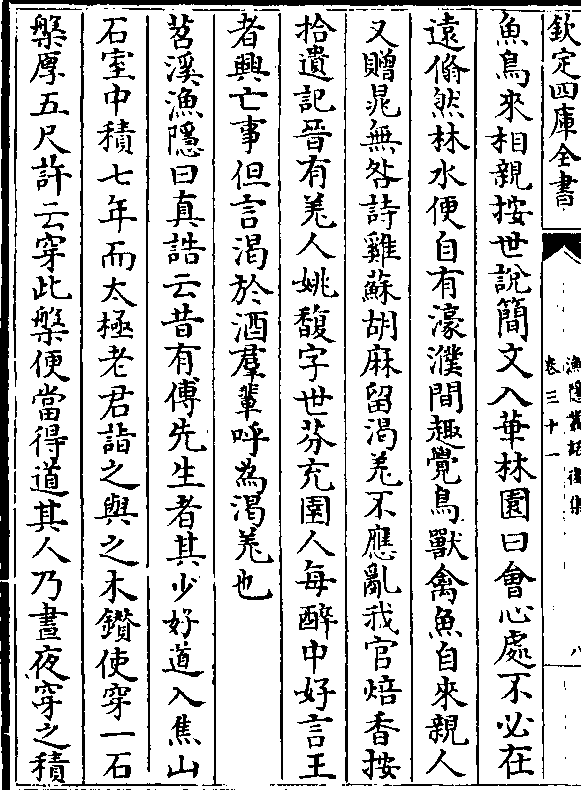 欽定四庫全書
漁隱叢話後集
卷三十一
八
魚鳥來相親按世說簡文入華林園曰會心處不必在
遠翛然林水便自有濠濮間趣覺鳥獸禽魚自來親人
又贈晁無咎詩雞蘇胡麻留渴羌不應亂我官焙香按
拾遺記晉有羌人姚馥字世芬充圉人每醉中好言王
者興亡事但言渴於酒羣輩呼為渴羌也
苕溪漁隱曰真誥云昔有傅先生者其少好道入焦山
石室中積七年而太極老君詣之與之木鑽使穿一石
槃厚五尺許云穿此槃便當得道其人乃晝夜穿之積